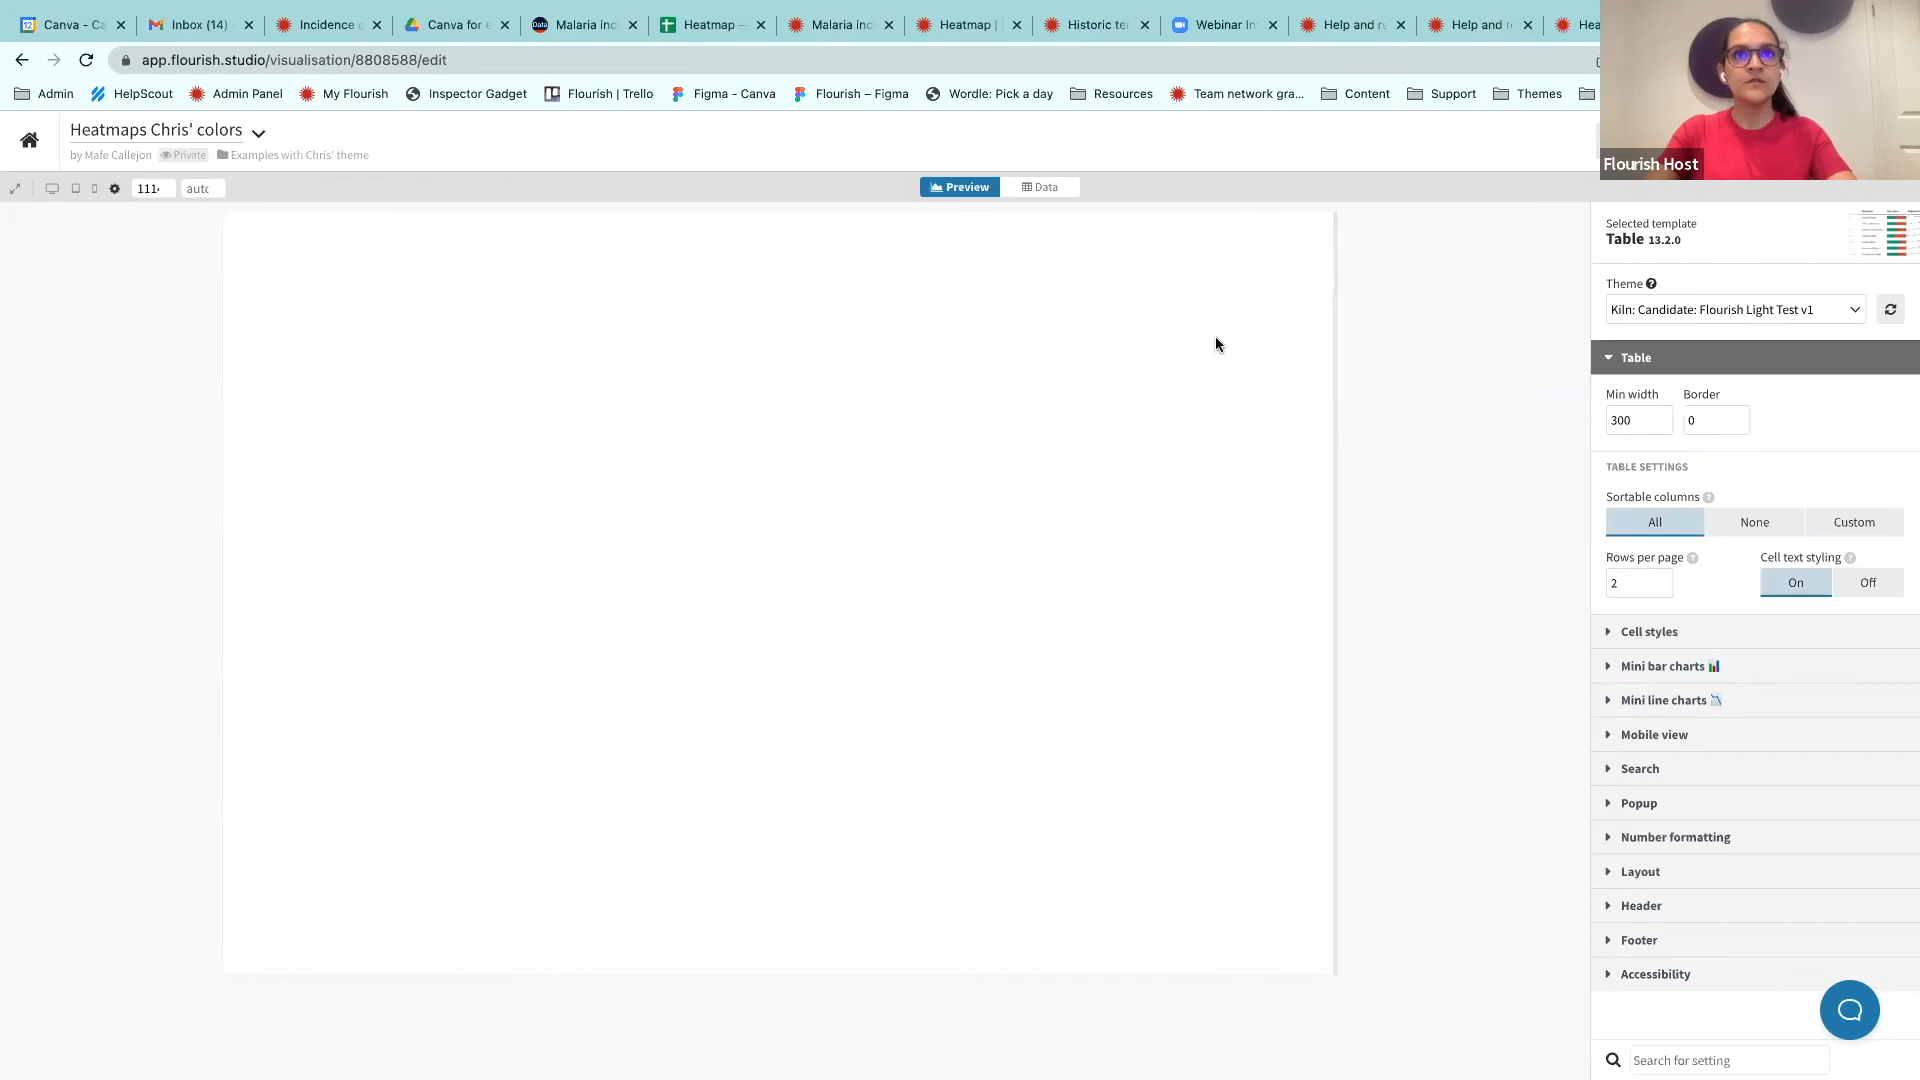 Canva - Ca
Inbox (14)
Incidence
Canva for e
Malaria inc
Heatmap —
Malaria inc
Heatmap |
Historic te
Webinar In
Help and r
Help and r
Hea
app.flourish.studio/visualisation/8808588/edit
Admin
HelpScout
Admin Panel
My Flourish
Inspector Gadget
Flourish | Trello
Figma - Canva
Flourish – Figma
Wordle: Pick a day
Resources
Team network gra...
Content
Support
Themes
Heatmaps Chris' colors
by Mafe Callejon
Private
Examples with Chris' theme
Flourish Host
111
auto
Preview
Data
Selected template
Table 13.2.0
Theme
Kiln: Candidate: Flourish Light Test v1
Table
Min width
Border
300
0
TABLE SETTINGS
Sortable columns
All
None
Custom
Rows per page
Cell text styling
2
On
Off
Cell styles
Mini bar charts
Mini line charts
Mobile view
Search
Popup
Number formatting
Layout
Header
Footer
Accessibility
Search for setting